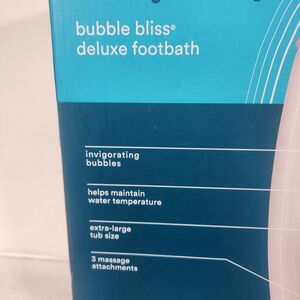 bubble bliss®
deluxe footbath
invigorating
bubbles
helps maintain
water temperature
extra-large
tub size
3 massage
attachments